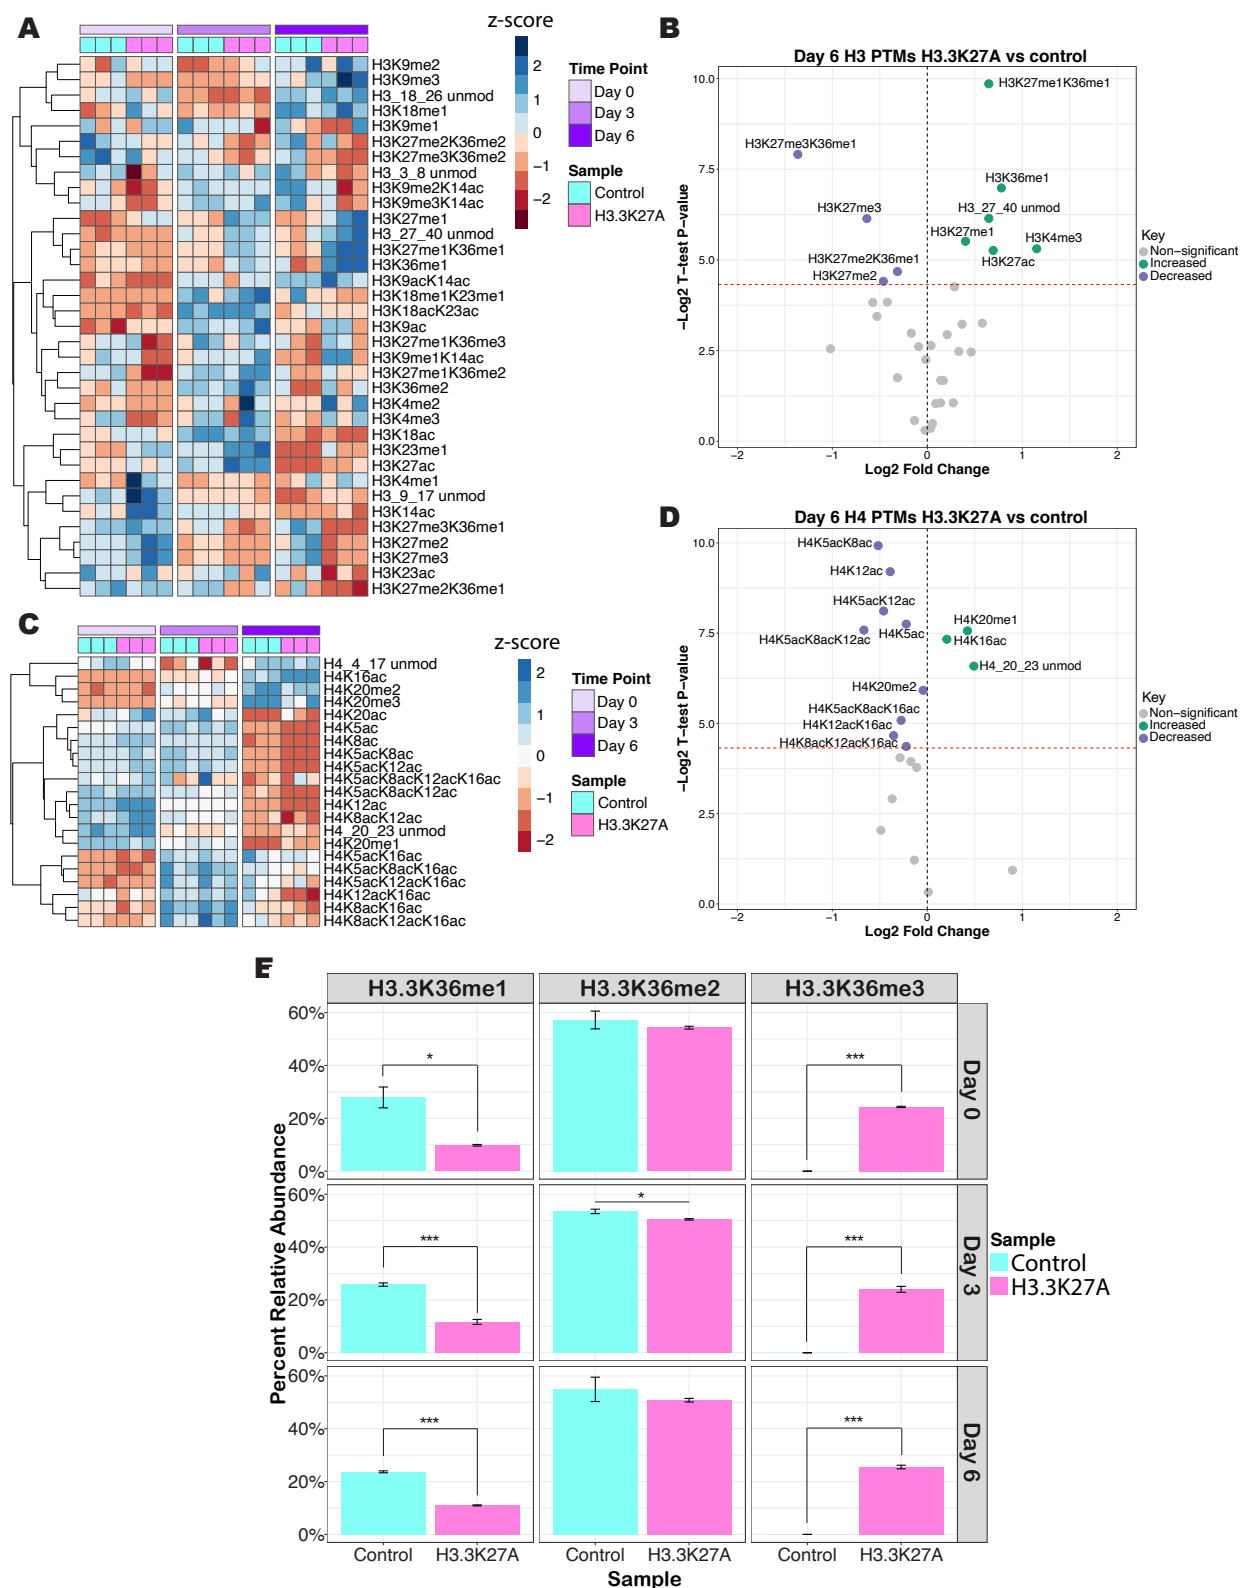 A
z-score
2
1
0
−1
−2
Time Point
Day 0
Day 3
Day 6
Sample
Control
H3.3K27A
H3K9me2
H3K9me3
H3_18_26 unmod
H3K18me1
H3K9me1
H3K27me2K36me2
H3K27me3K36me2
H3_3_8 unmod
H3K9me2K14ac
H3K9me3K14ac
H3K27me1
H3_27_40 unmod
H3K27me1K36me1
H3K36me1
H3K9acK14ac
H3K18me1K23me1
H3K18acK23ac
H3K9ac
H3K27me1K36me3
H3K9me1K14ac
H3K27me1K36me2
H3K36me2
H3K4me2
H3K4me3
H3K18ac
H3K23me1
H3K27ac
H3K4me1
H3_9_17 unmod
H3K14ac
H3K27me3K36me1
H3K27me2
H3K27me3
H3K23ac
H3K27me2K36me1
B
Day 6 H3 PTMs H3.3K27A vs control
−Log2 T−test P−value
10.0
7.5
5.0
2.5
0.0
H3K27me1K36me1
H3K27me3K36me1
H3K36me1
H3K27me3
H3_27_40 unmod
H3K27me1
H3K4me3
H3K27ac
H3K27me2K36me1
H3K27me2
−2 −1 0 1 2
Log2 Fold Change
Key
Non−significant
Increased
Decreased
C
z-score
2
1
0
−1
−2
Time Point
Day 0
Day 3
Day 6
Sample
Control
H3.3K27A
H4_4_17 unmod
H4K16ac
H4K20me2
H4K20me3
H4K20ac
H4K5ac
H4K8ac
H4K5acK8ac
H4K5acK12ac
H4K5acK8acK12acK16ac
H4K5acK8acK12ac
H4K12ac
H4K8acK12ac
H4_20_23 unmod
H4K20me1
H4K5acK16ac
H4K5acK8acK16ac
H4K5acK12acK16ac
H4K12acK16ac
H4K8acK16ac
H4K8acK12acK16ac
D
Day 6 H4 PTMs H3.3K27A vs control
−Log2 T−test P−value
10.0
7.5
5.0
2.5
0.0
H4K5acK8ac
H4K12ac
H4K5acK12ac
H4K5ac
H4K5acK8acK12ac
H4K20me1
H4K16ac
H4_20_23 unmod
H4K20me2
H4K5acK8acK16ac
H4K12acK16ac
H4K8acK12acK16ac
−2 −1 0 1 2
Log2 Fold Change
Key
Non−significant
Increased
Decreased
E
H3.3K36me1 H3.3K36me2 H3.3K36me3
Percent Relative Abundance
60%
40%
20%
0%
* ***
Day 0
60%
40%
20%
0%
*** * ***
Day 3
60%
40%
20%
0%
*** ***
Day 6
Control H3.3K27A Control H3.3K27A Control H3.3K27A
Sample
Sample
Control
H3.3K27A